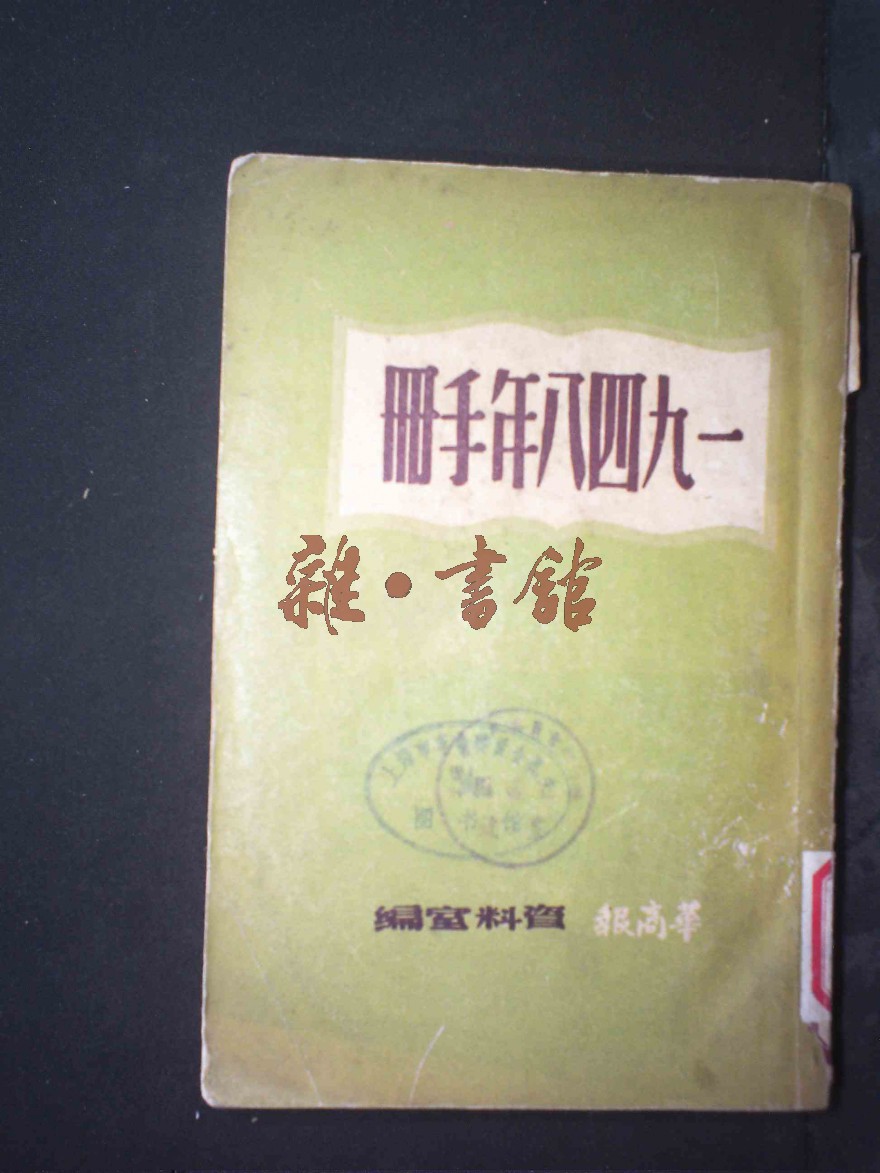 一九四八年手冊
雜·書館
華商報 資料室編